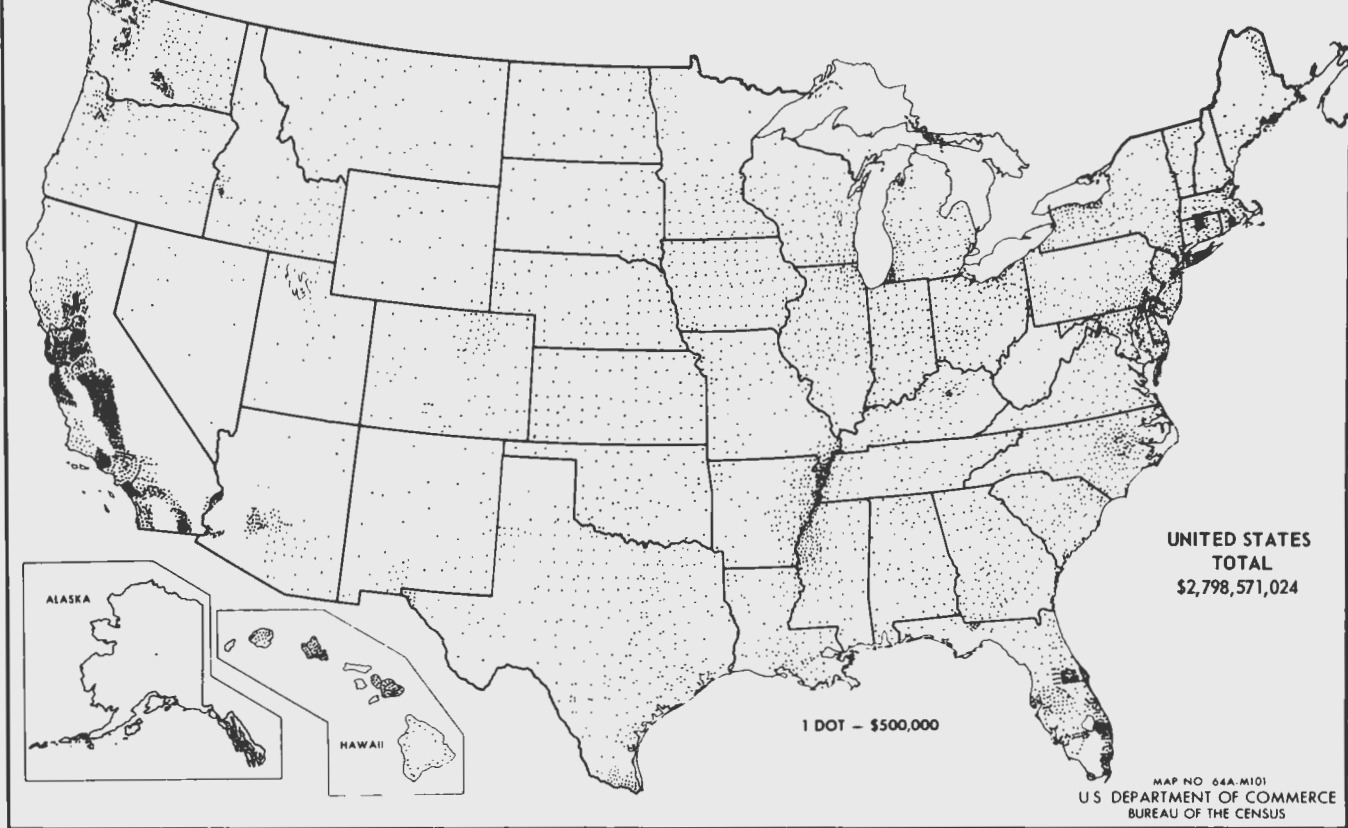 UNITED STATES
TOTAL
$2,798,571,024
ALASKA
HAWAII
1 DOT – $500,000
MAP NO 64A-M101
U S DEPARTMENT OF COMMERCE
BUREAU OF THE CENSUS